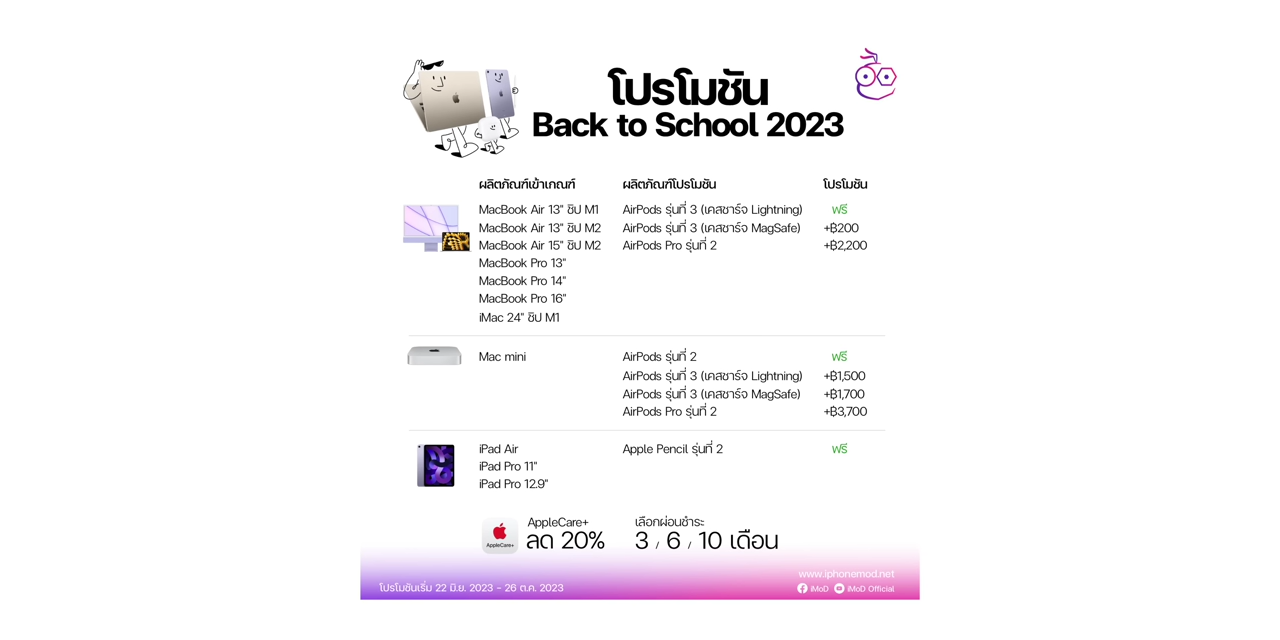 โปรโมชัน
Back to School 2023
ผลิตภัณฑ์เข้าเกณฑ์ ผลิตภัณฑ์โปรโมชัน โปรโมชัน
MacBook Air 13" ชิป M1 AirPods รุ่นที่ 3 (เคสชาร์จ Lightning) ฟรี
MacBook Air 13" ชิป M2 AirPods รุ่นที่ 3 (เคสชาร์จ MagSafe) +฿200
MacBook Air 15" ชิป M2 AirPods Pro รุ่นที่ 2 +฿2,200
MacBook Pro 13"
MacBook Pro 14"
MacBook Pro 16"
iMac 24" ชิป M1
Mac mini AirPods รุ่นที่ 2 ฟรี
AirPods รุ่นที่ 3 (เคสชาร์จ Lightning) +฿1,500
AirPods รุ่นที่ 3 (เคสชาร์จ MagSafe) +฿1,700
AirPods Pro รุ่นที่ 2 +฿3,700
iPad Air Apple Pencil รุ่นที่ 2 ฟรี
iPad Pro 11"
iPad Pro 12.9"
AppleCare+ เลือกผ่อนชำระ
AppleCare+ ลด 20% 3 / 6 / 10 เดือน
www.iphonemod.net
โปรโมชันเริ่ม 22 มิ.ย. 2023 - 26 ต.ค. 2023 iMoD iMoD Official